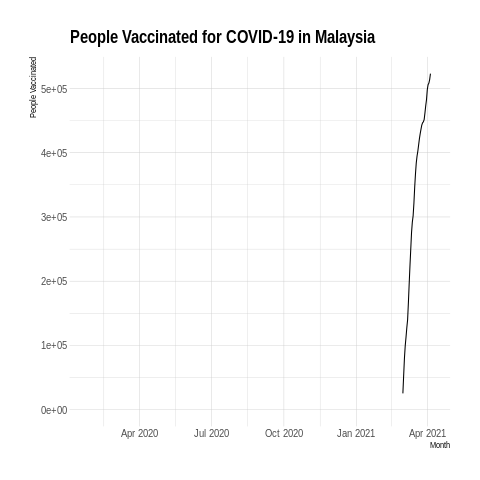 People Vaccinated for COVID-19 in Malaysia
People Vaccinated
5e+05
4e+05
3e+05
2e+05
1e+05
0e+00
Apr 2020 Jul 2020 Oct 2020 Jan 2021 Apr 2021
Month